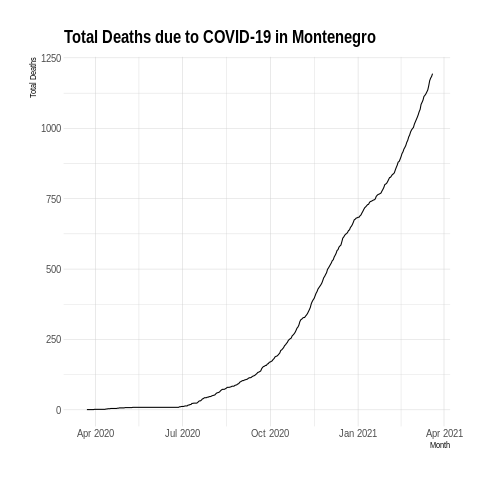 Total Deaths due to COVID-19 in Montenegro
Total Deaths
1250
1000
750
500
250
0
Apr 2020
Jul 2020
Oct 2020
Jan 2021
Apr 2021
Month